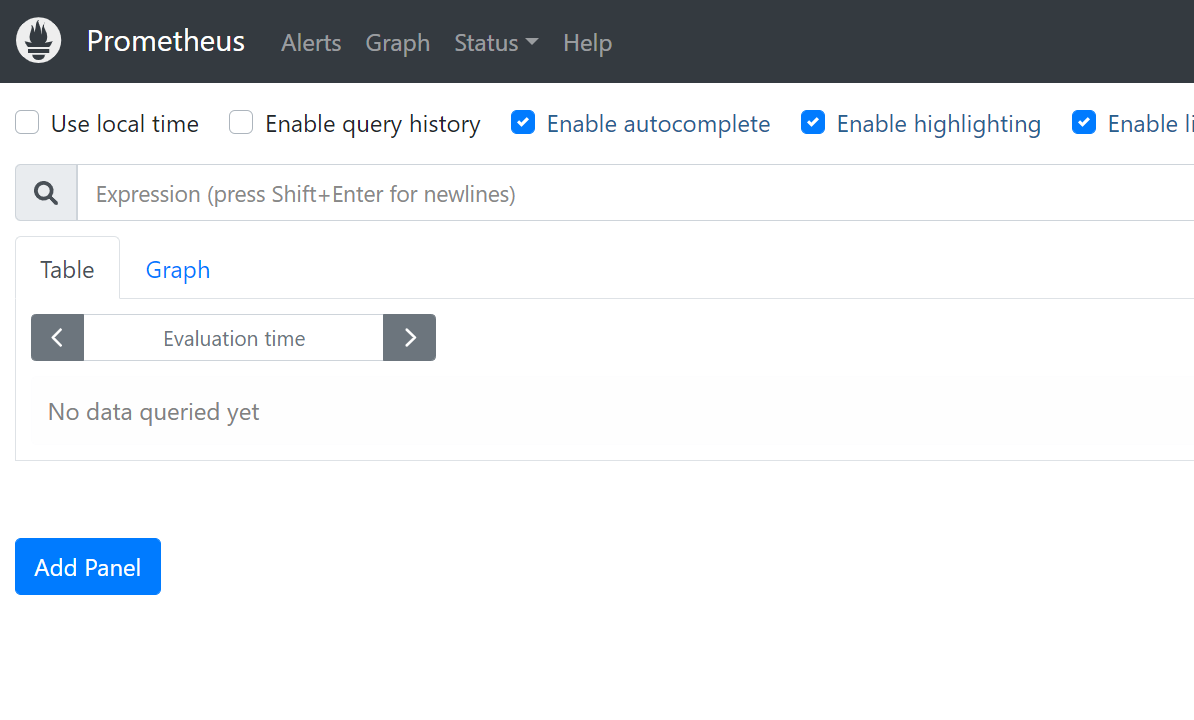 Prometheus Alerts Graph Status Help
Use local time Enable query history Enable autocomplete Enable highlighting Enable li
Expression (press Shift+Enter for newlines)
Table Graph
Evaluation time
No data queried yet
Add Panel